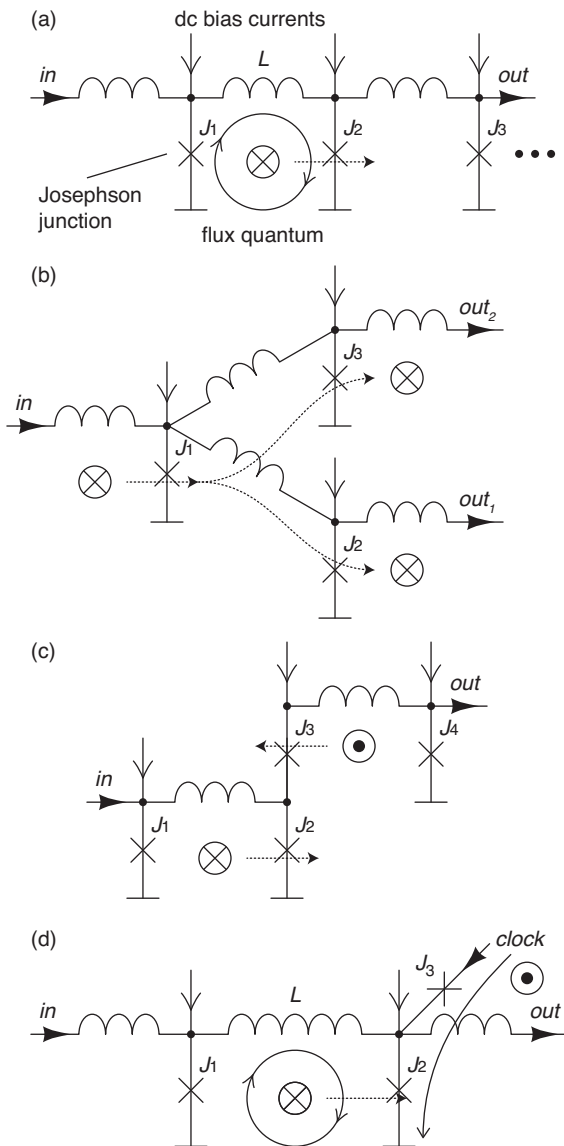 (a)
dc bias currents
in
L
out
J1
J2
J3
Josephson
junction
flux quantum
(b)
out2
J3
in
J1
out1
J2
(c)
out
J3
J4
in
J1
J2
(d)
clock
J3
in
L
out
J1
J2